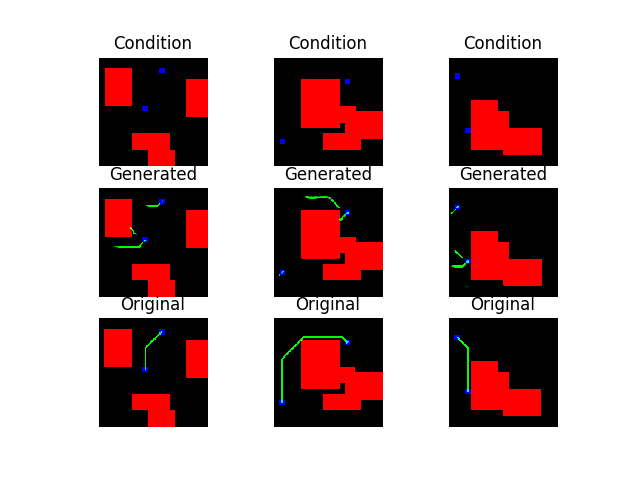 Condition Condition Condition
Generated Generated Generated
Original Original Original